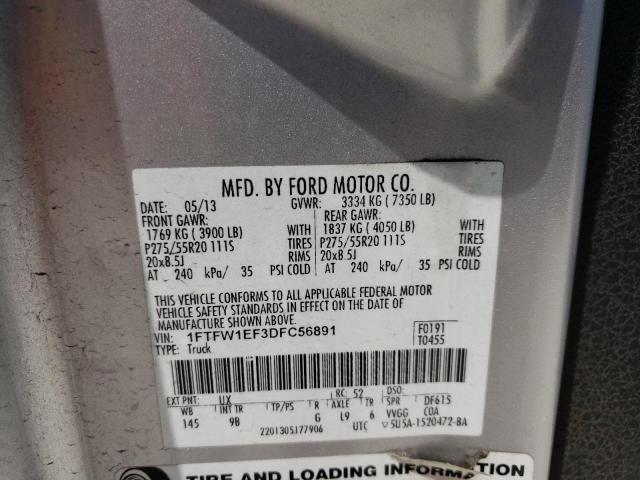 MFD. BY FORD MOTOR CO.
DATE: 05/13 GVWR: 3334 KG ( 7350 LB)
FRONT GAWR: REAR GAWR:
1769 KG ( 3900 LB) WITH 1837 KG ( 4050 LB) WITH
P275/55R20 111S TIRES P275/55R20 111S TIRES
20x8.5J RIMS 20x8.5J RIMS
AT 240 kPa/ 35 PSI COLD AT 240 kPa/ 35 PSI COLD
THIS VEHICLE CONFORMS TO ALL APPLICABLE FEDERAL MOTOR
VEHICLE SAFETY STANDARDS IN EFFECT ON THE DATE OF
MANUFACTURE SHOWN ABOVE.
VIN: 1FTFW1EF3DFC56891 F0191
TYPE: Truck T0455
EXT PNT: UX RC: 52 DSO:
WB INT TR TP/PS R AXLE TR SPR DF615
145 9B G L9 6 VVGG C0A
2201305177906 UTC 5U5A-1520472-BA
TIRE AND LOADING INFORMATION